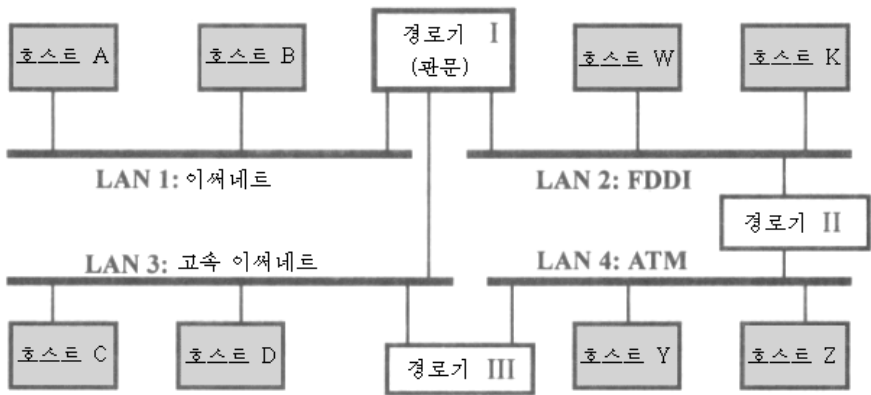 호스트 A
호스트 B
경로기 I
(관문)
호스트 W
호스트 K
LAN 1: 이써네트
LAN 2: FDDI
경로기 II
LAN 3: 고속 이써네트
LAN 4: ATM
호스트 C
호스트 D
경로기 III
호스트 Y
호스트 Z